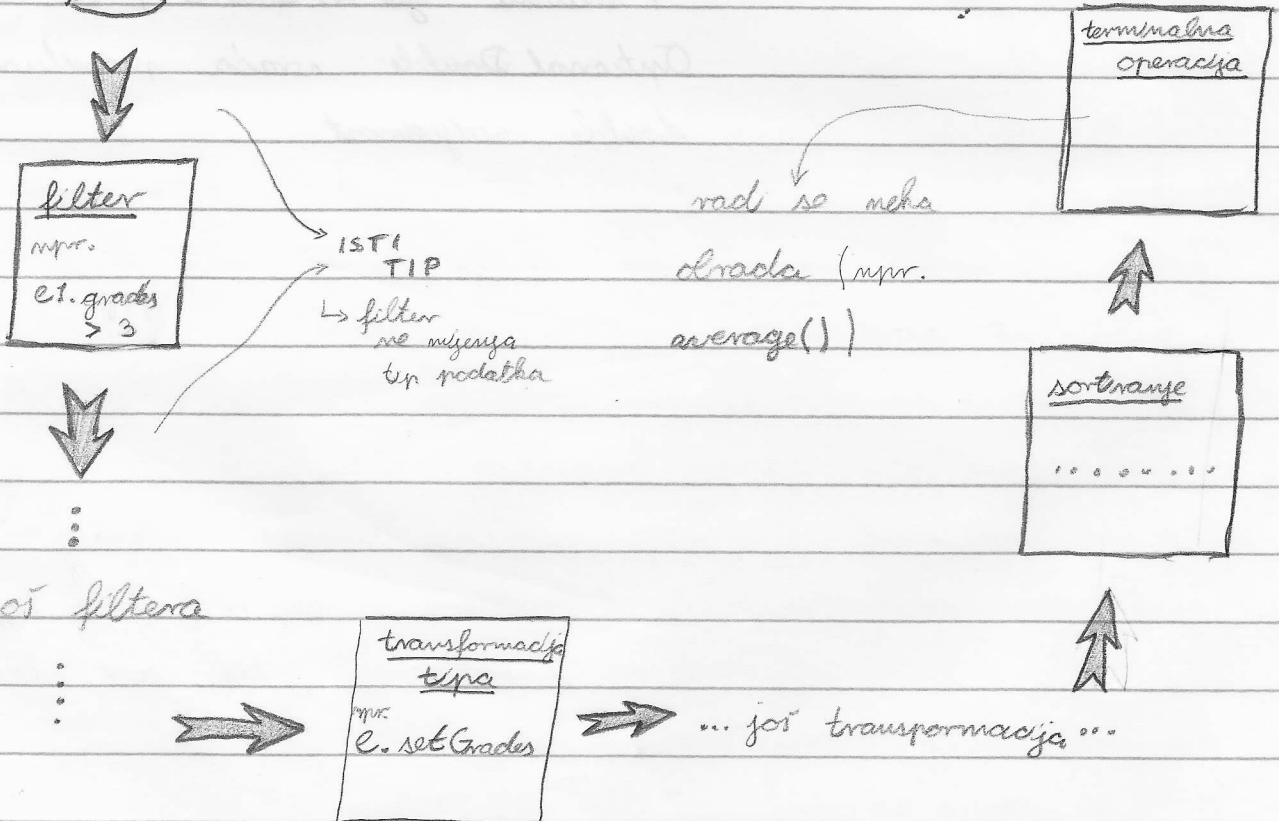 filter
npr.
e1.grades
> 3
ISTI
TIP
↳ filter
ne mijenja
tip podatka
još filtera
transformacija
tipa
npr.
e. setGrades
... još transpormacija ...
sortiranje
.........
terminalna
operacija
rad se neka
obrada (npr.
average())